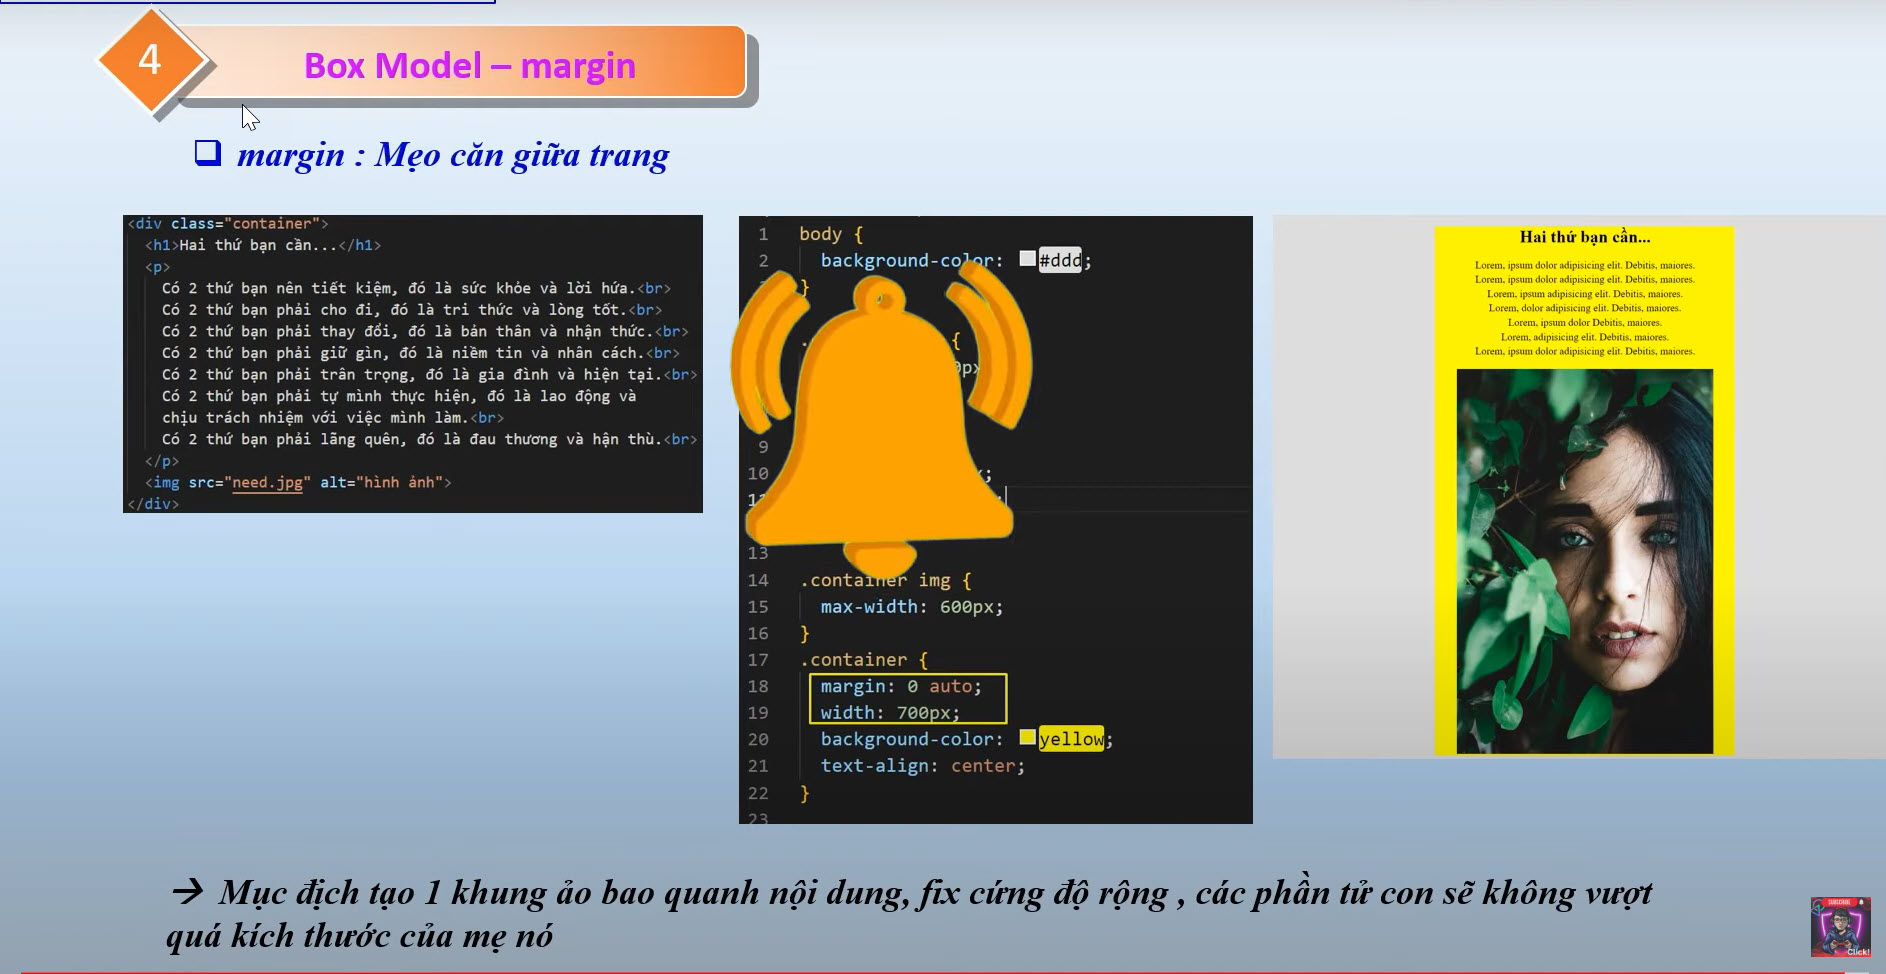 4
Box Model – margin
margin : Mẹo căn giữa trang
<div class="container">
<h1>Hai thứ bạn cần...</h1>
<p>
Có 2 thứ bạn nên tiết kiệm, đó là sức khỏe và lời hứa.<br>
Có 2 thứ bạn phải cho đi, đó là tri thức và lòng tốt.<br>
Có 2 thứ bạn phải thay đổi, đó là bản thân và nhận thức.<br>
Có 2 thứ bạn phải giữ gìn, đó là niềm tin và nhân cách.<br>
Có 2 thứ bạn phải trân trọng, đó là gia đình và hiện tại.<br>
Có 2 thứ bạn phải tự mình thực hiện, đó là lao động và
chịu trách nhiệm với việc mình làm.<br>
Có 2 thứ bạn phải lãng quên, đó là đau thương và hận thù.<br>
</p>
<img src="need.jpg" alt="hình ảnh">
</div>
1 body {
2 background-color: #ddd;
}
. {
px
9
10 ;
13
14 .container img {
15 max-width: 600px;
16 }
17 .container {
18 margin: 0 auto;
19 width: 700px;
20 background-color: yellow;
21 text-align: center;
22 }
23
Hai thứ bạn cần...
Lorem, ipsum dolor adipisicing elit. Debitis, maiores.
Lorem, ipsum dolor adipisicing elit. Debitis, maiores.
Lorem, ipsum adipisicing elit. Debitis, maiores.
Lorem, dolor adipisicing elit. Debitis, maiores.
Lorem, ipsum dolor Debitis, maiores.
Lorem, adipisicing elit. Debitis, maiores.
Lorem, ipsum dolor adipisicing elit. Debitis, maiores.
→ Mục địch tạo 1 khung ảo bao quanh nội dung, fix cứng độ rộng , các phần tử con sẽ không vượt
quá kích thước của mẹ nó
SUBSCRIBE
Click!